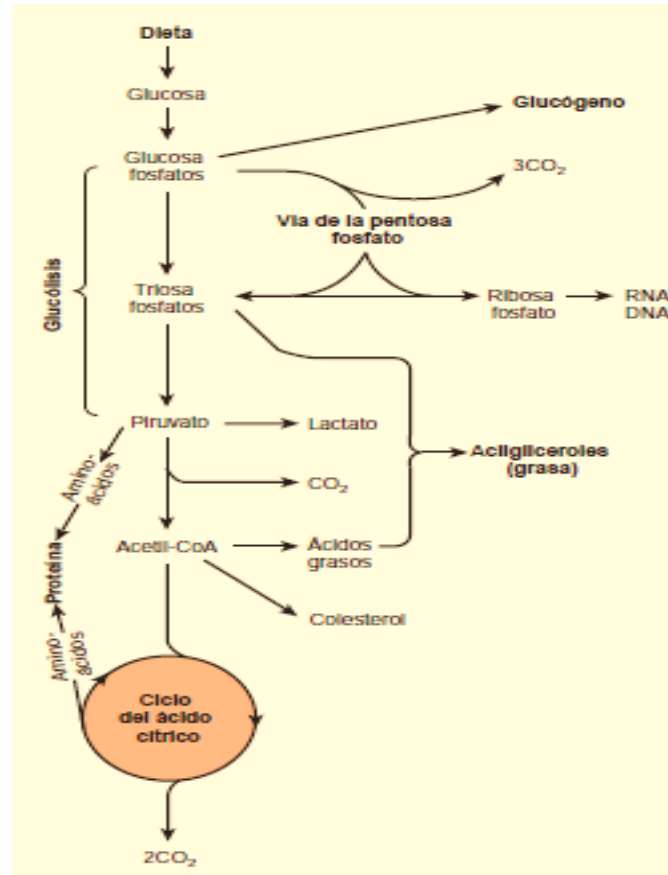 Dieta
Glucosa
Glucógeno
Glucosa
fosfatos
3CO₂
Vía de la pentosa
fosfato
Glucólisis
Triosa
fosfatos
Ribosa
fosfato
RNA
DNA
Piruvato
Lactato
Acilgliceroles
(grasa)
Amino-
ácidos
CO₂
Proteína
Acetil-CoA
Ácidos
grasos
Colesterol
Amino-
ácidos
Ciclo
del ácido
cítrico
2CO₂